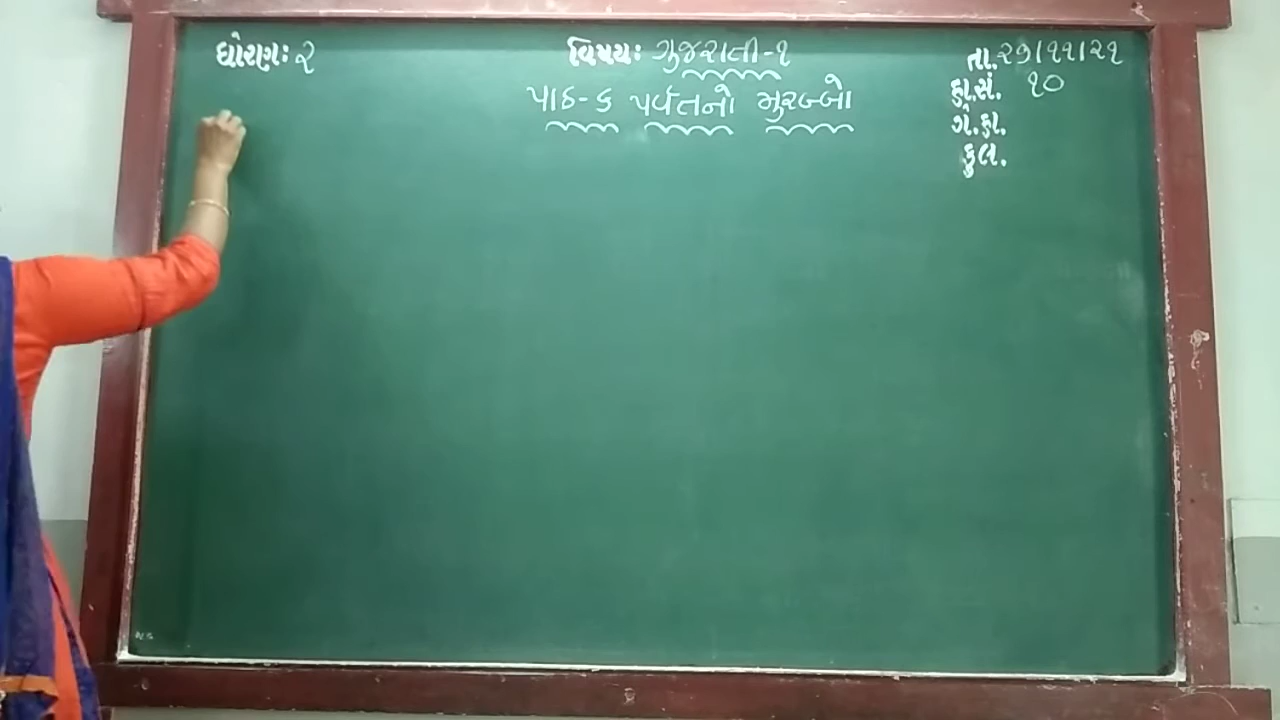 ધોરણઃ ૨ વિષયઃ ગુજરાતી-૧ તા. ૨૭/૧૧/૨૧
પાઠ-૬ પર્વતનો મુરબ્બો હા.સં. ૧૦
ગે.હા.
કુલ.